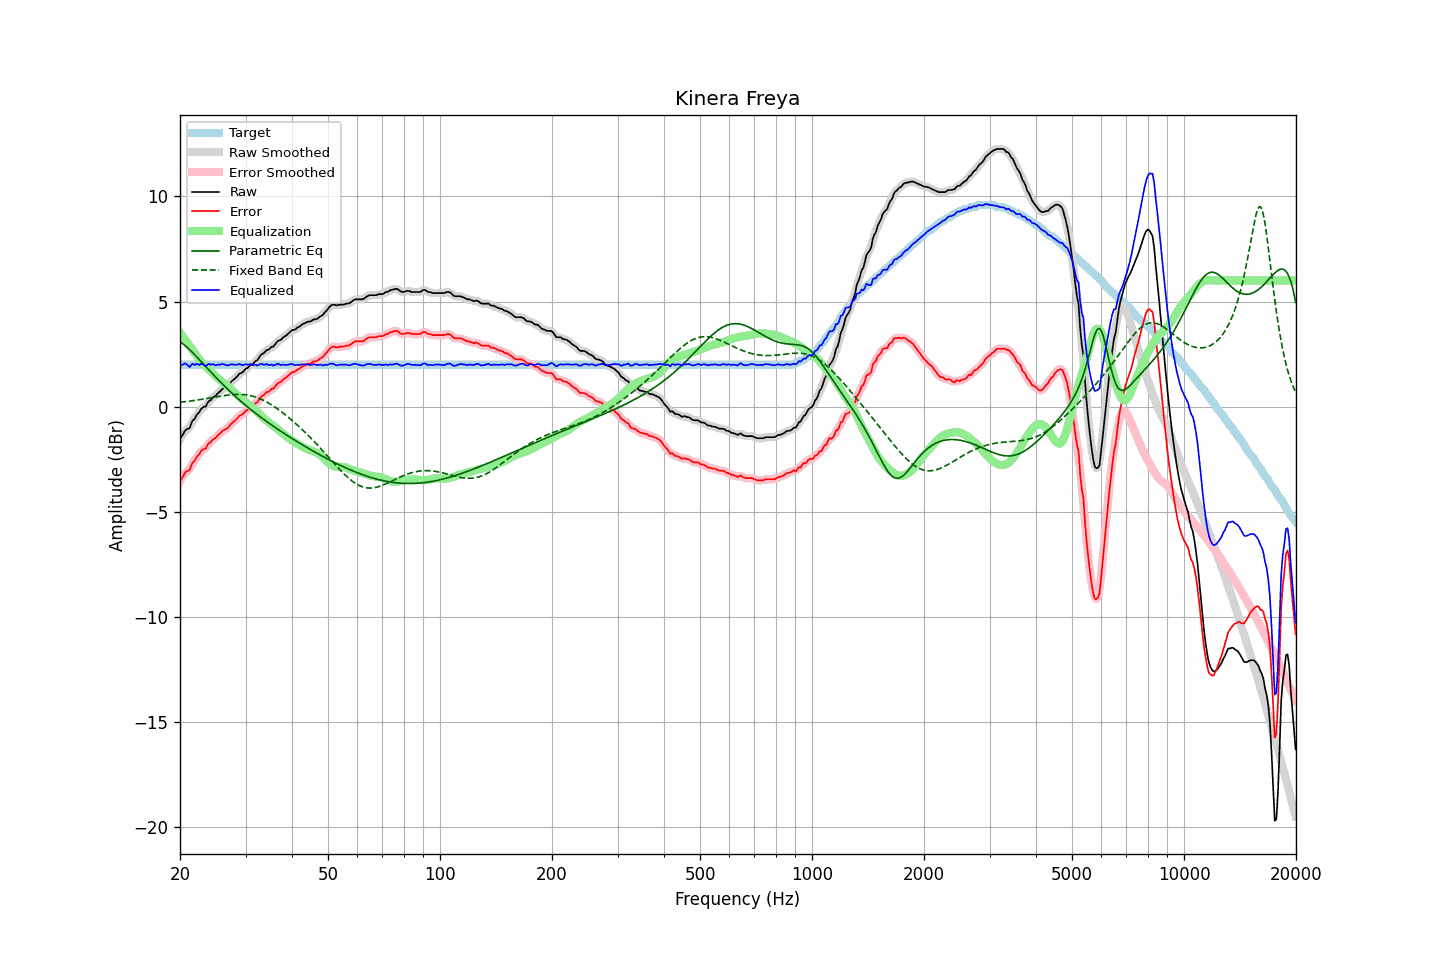 Kinera Freya
Target
Raw Smoothed
Error Smoothed
Raw
Error
Equalization
Parametric Eq
Fixed Band Eq
Equalized
Amplitude (dBr)
10
5
0
−5
−10
−15
−20
20 50 100 200 500 1000 2000 5000 10000 20000
Frequency (Hz)